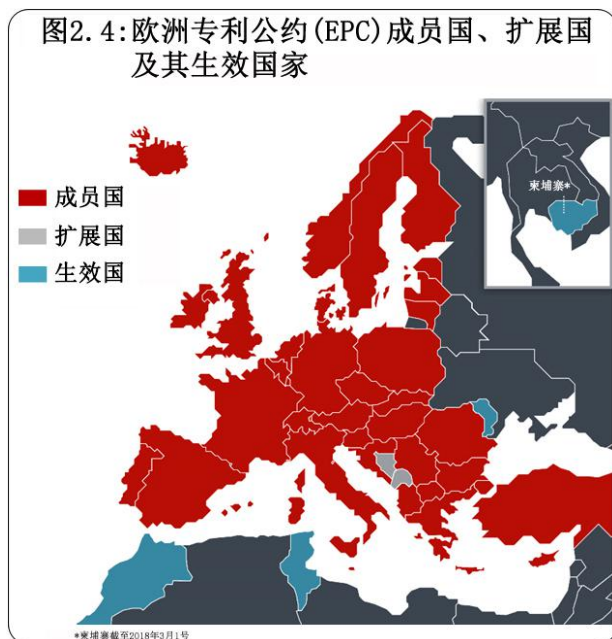 图2.4:欧洲专利公约(EPC)成员国、扩展国
及其生效国家
柬埔寨*
成员国
扩展国
生效国
*柬埔寨截至2018年3月1号